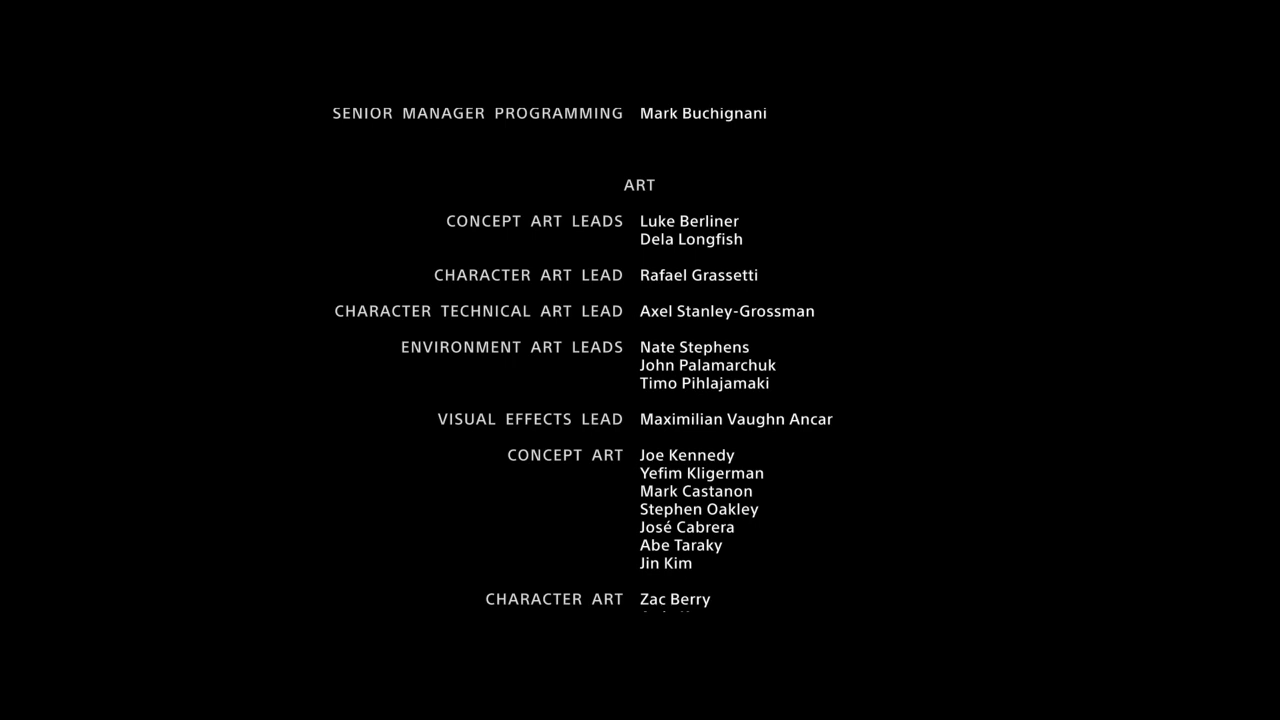 SENIOR MANAGER PROGRAMMING Mark Buchignani
ART
CONCEPT ART LEADS Luke Berliner
Dela Longfish
CHARACTER ART LEAD Rafael Grassetti
CHARACTER TECHNICAL ART LEAD Axel Stanley-Grossman
ENVIRONMENT ART LEADS Nate Stephens
John Palamarchuk
Timo Pihlajamaki
VISUAL EFFECTS LEAD Maximilian Vaughn Ancar
CONCEPT ART Joe Kennedy
Yefim Kligerman
Mark Castanon
Stephen Oakley
José Cabrera
Abe Taraky
Jin Kim
CHARACTER ART Zac Berry